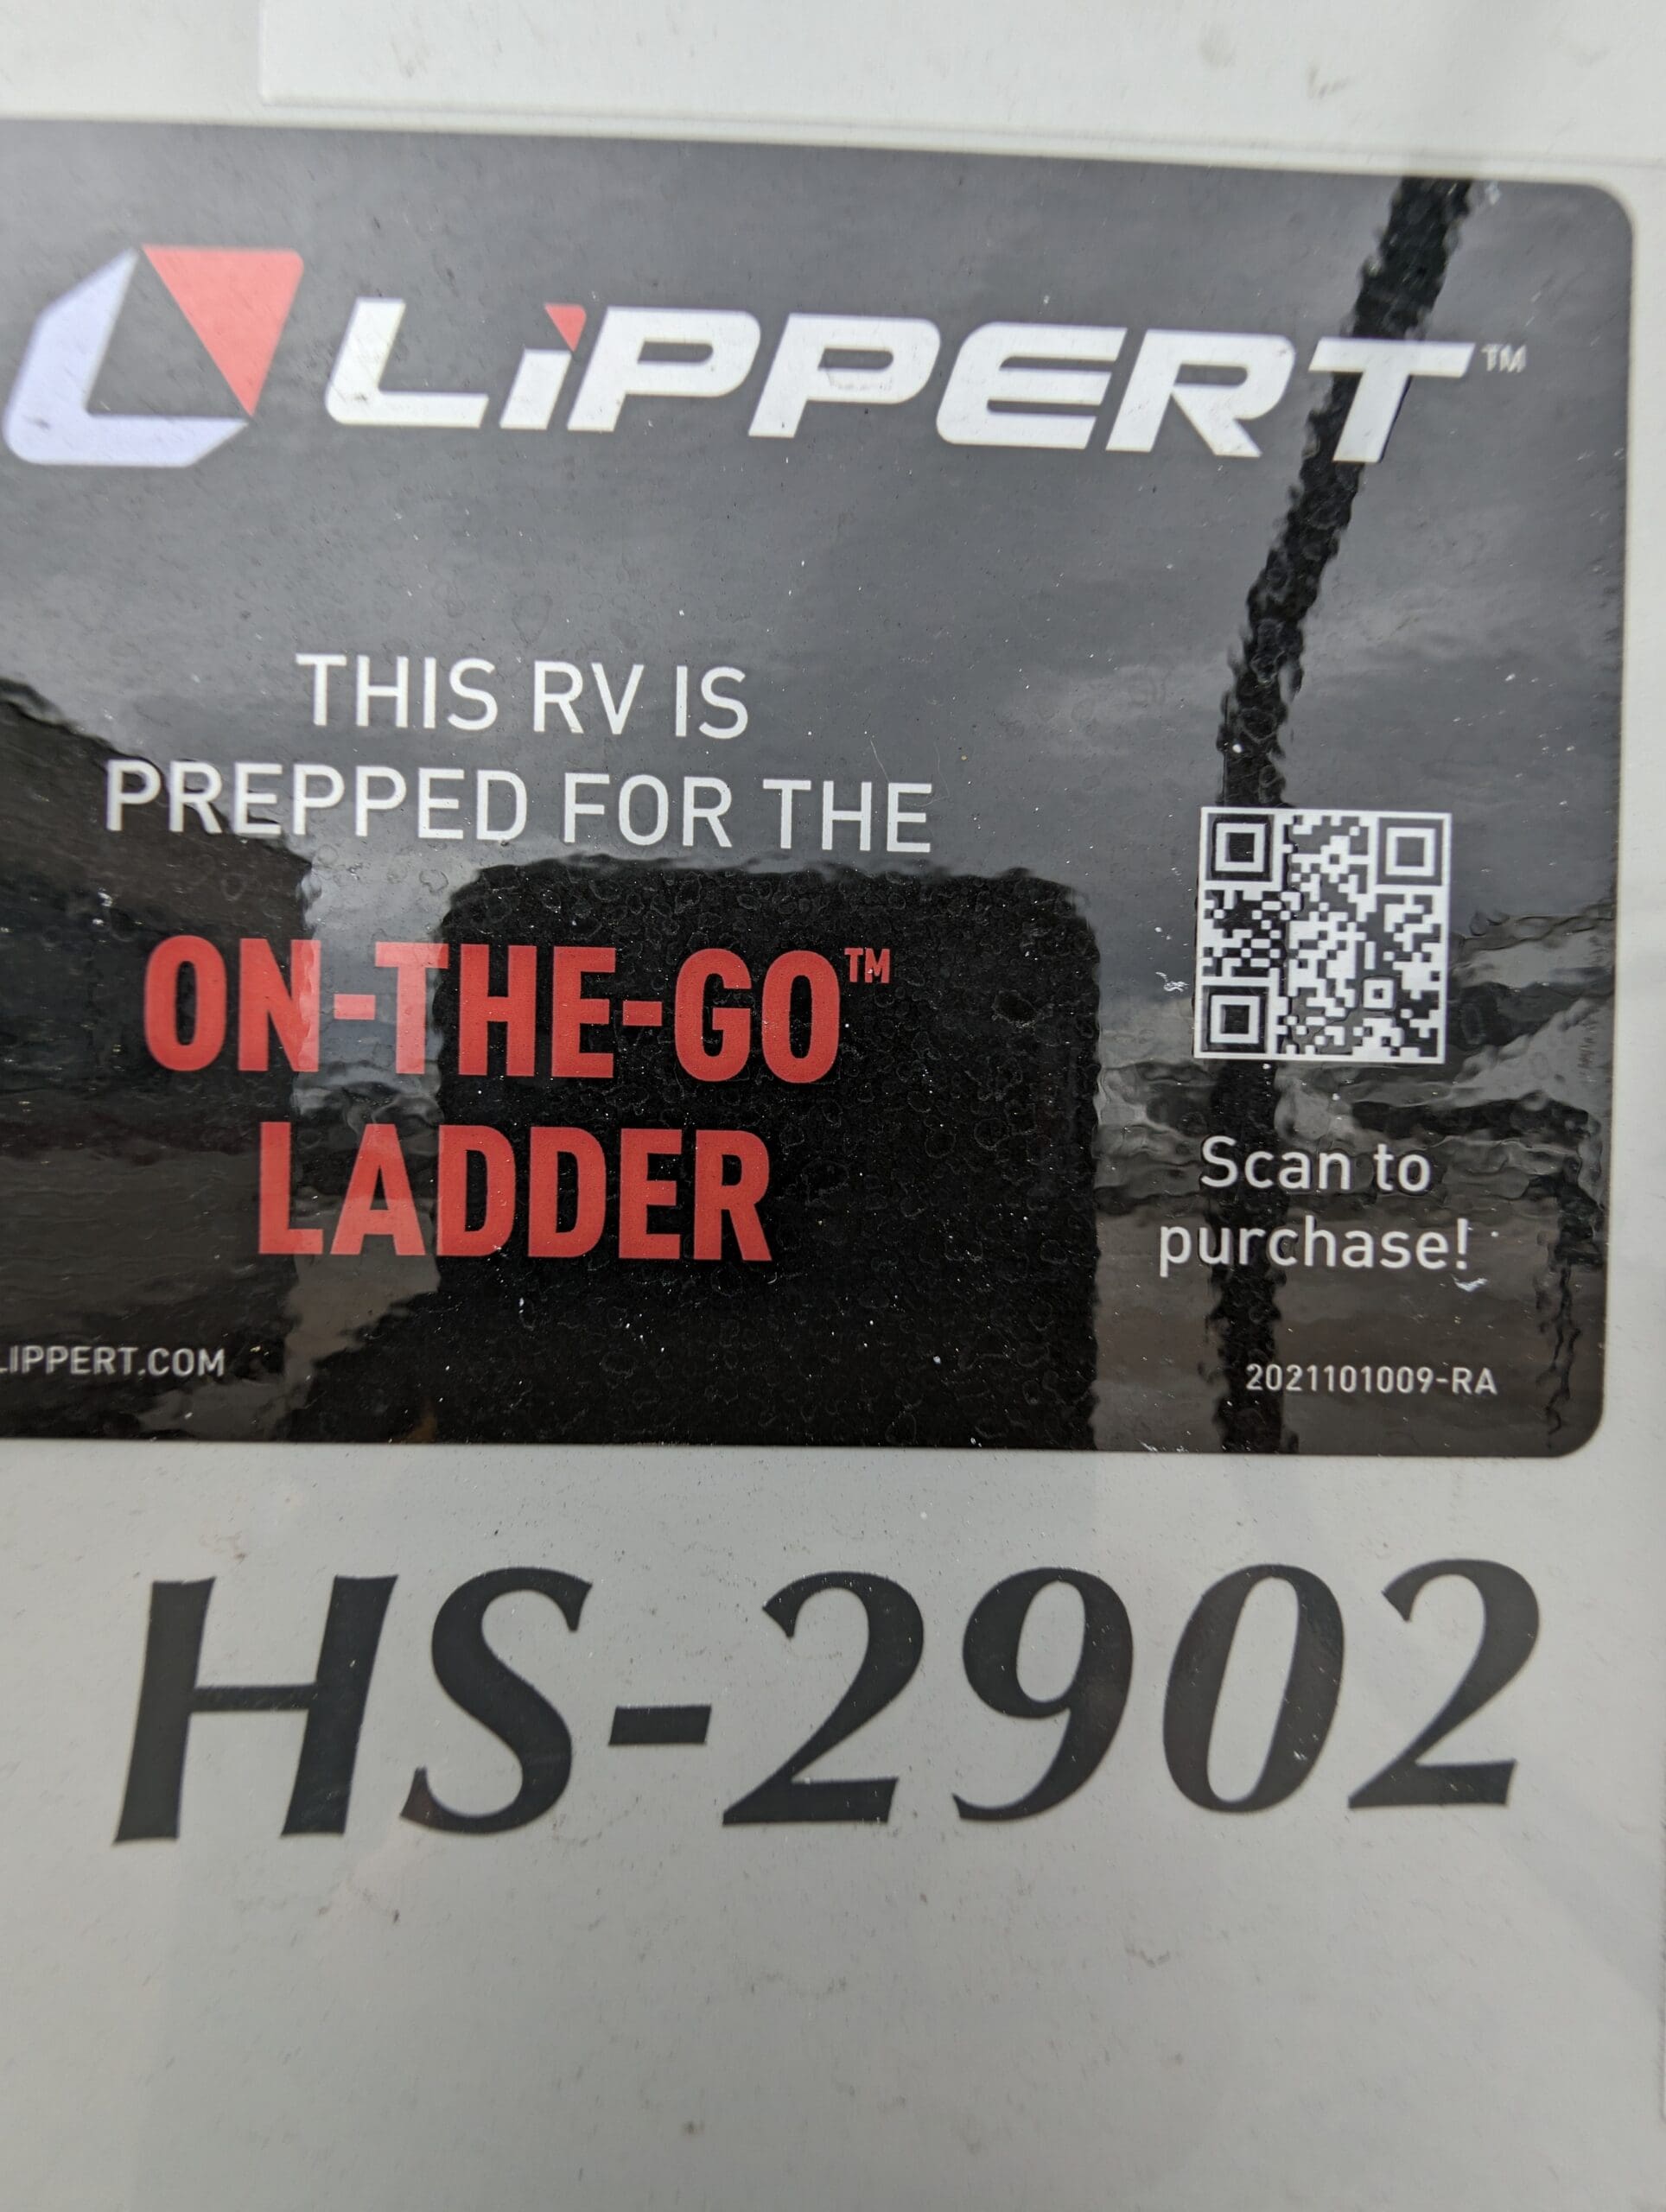 LiPPERT™
THIS RV IS
PREPPED FOR THE
ON-THE-GO™
LADDER
Scan to
purchase!
LIPPERT.COM
2021101009-RA
HS-2902